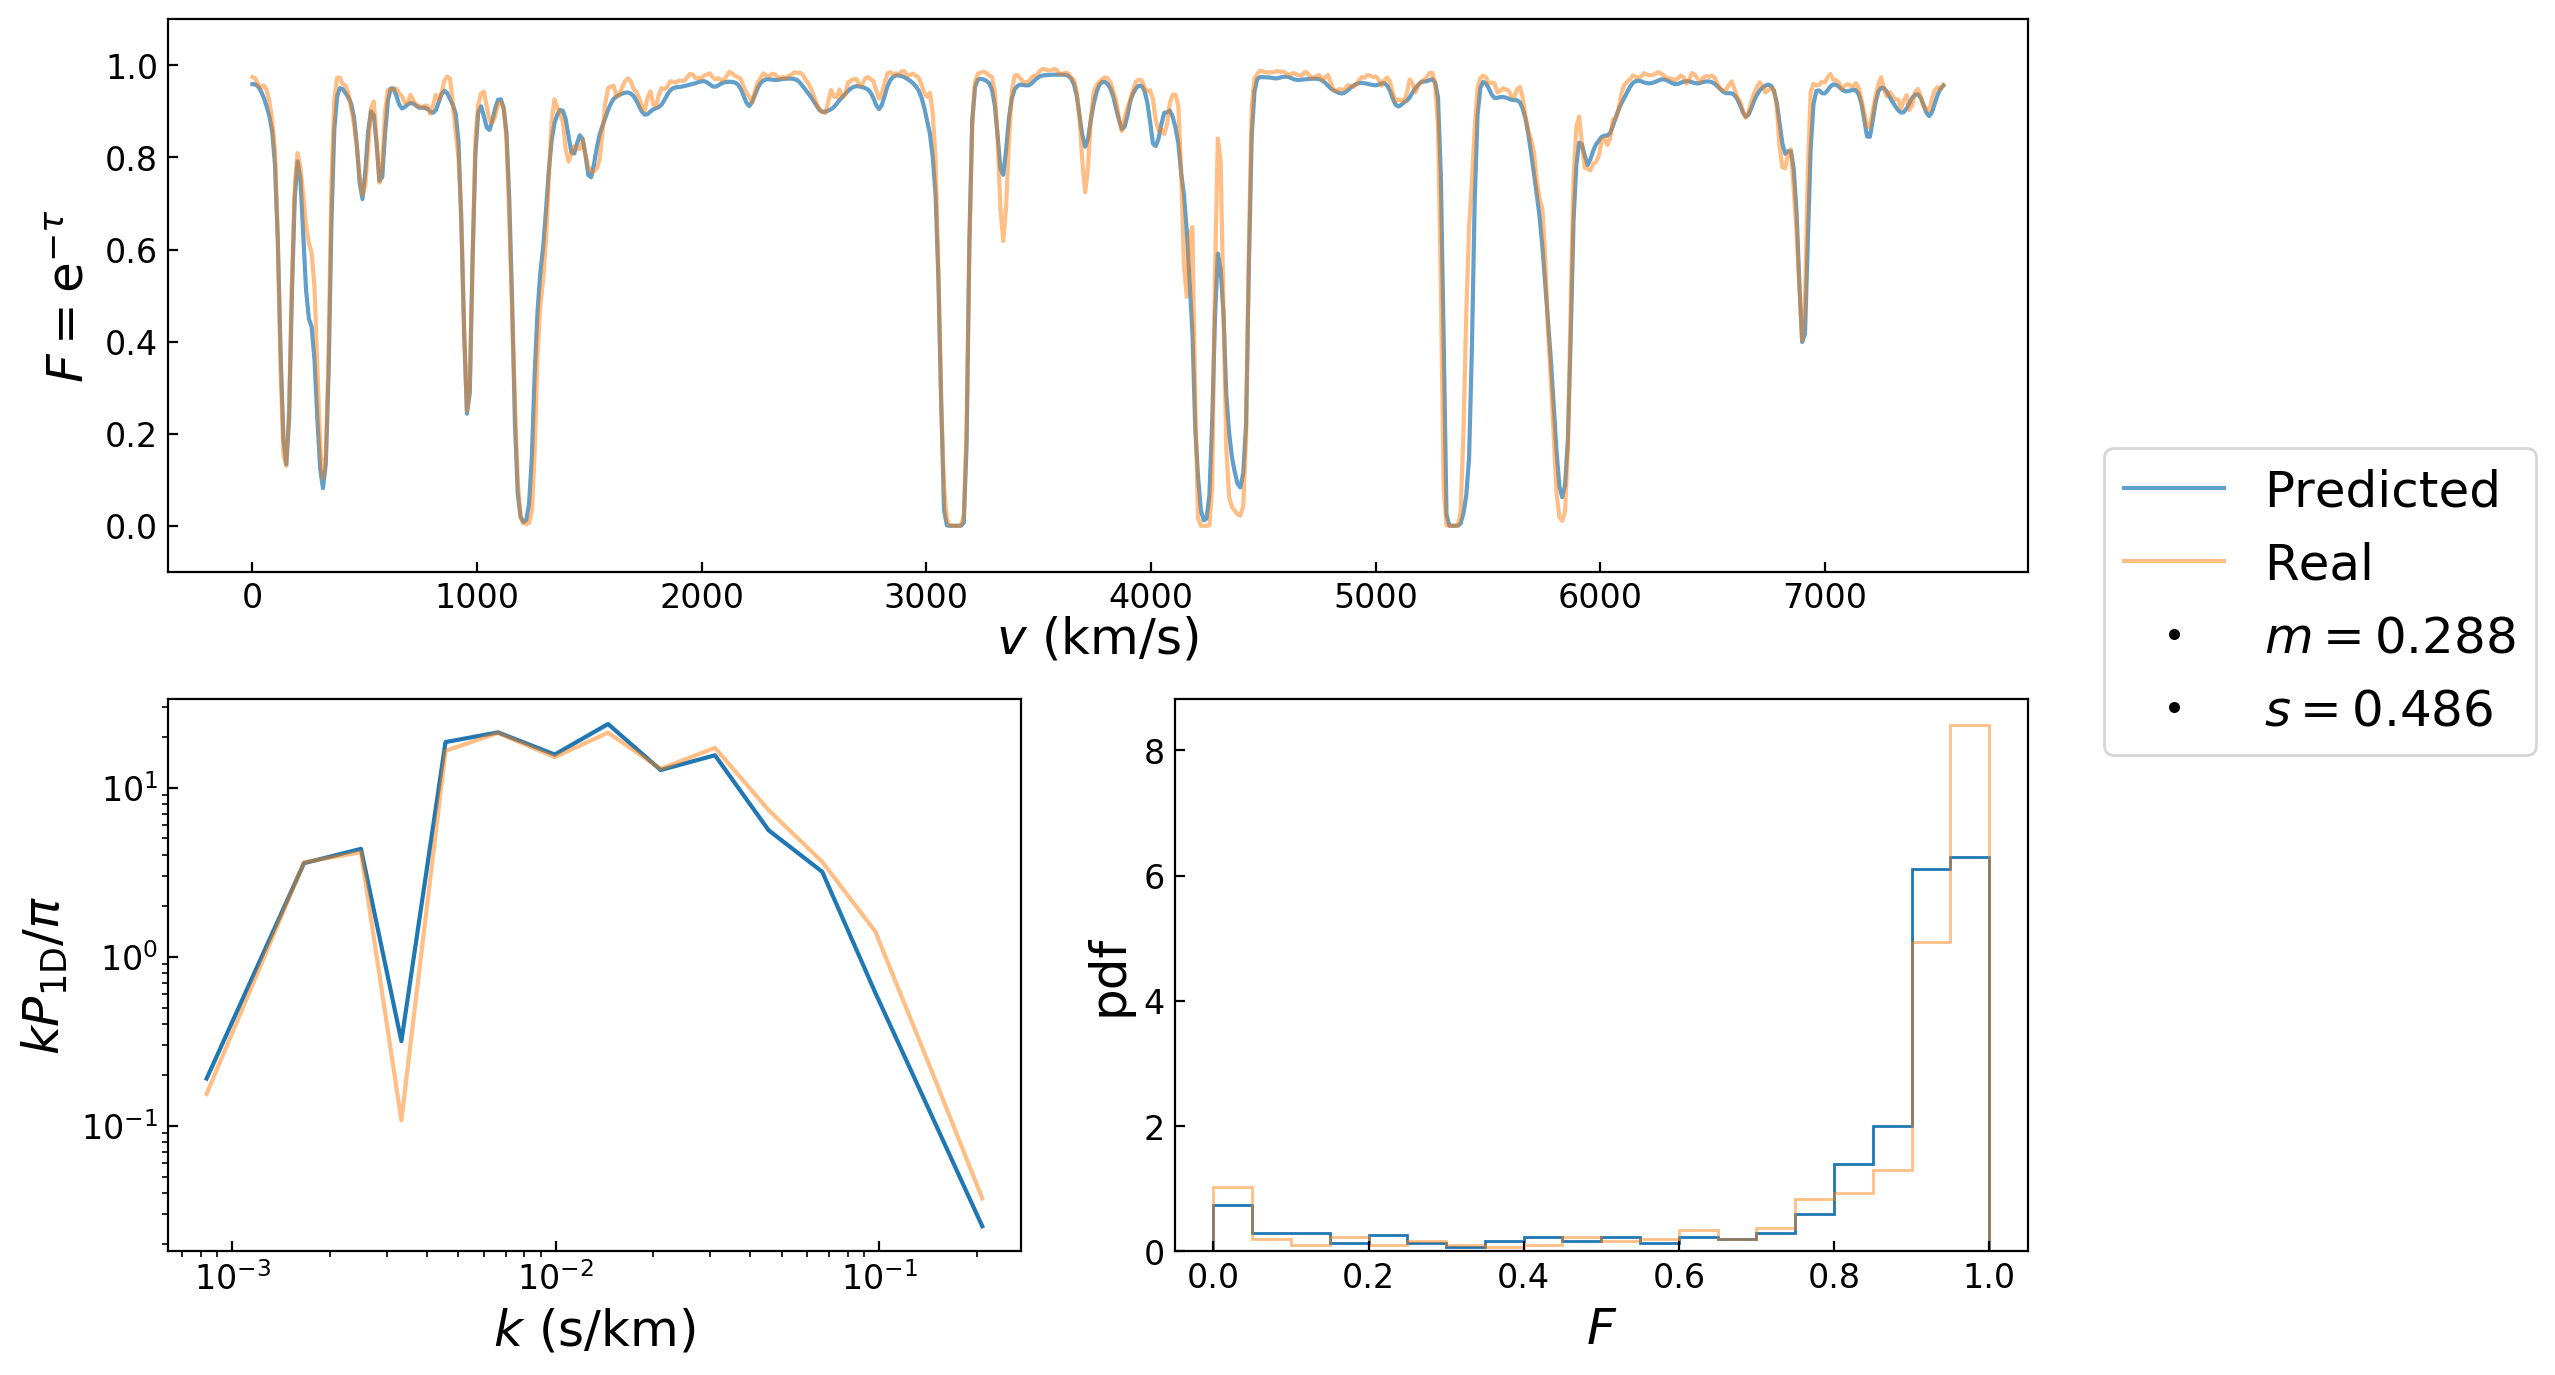 1.0
0.8
0.6
0.4
0.2
0.0
F = e^{−τ}
0 1000 2000 3000 4000 5000 6000 7000
v (km/s)
Predicted
Real
m = 0.288
s = 0.486
10^1
10^0
10^{−1}
kP_{1D}/π
10^{−3} 10^{−2} 10^{−1}
k (s/km)
8
6
4
2
0
pdf
0.0 0.2 0.4 0.6 0.8 1.0
F